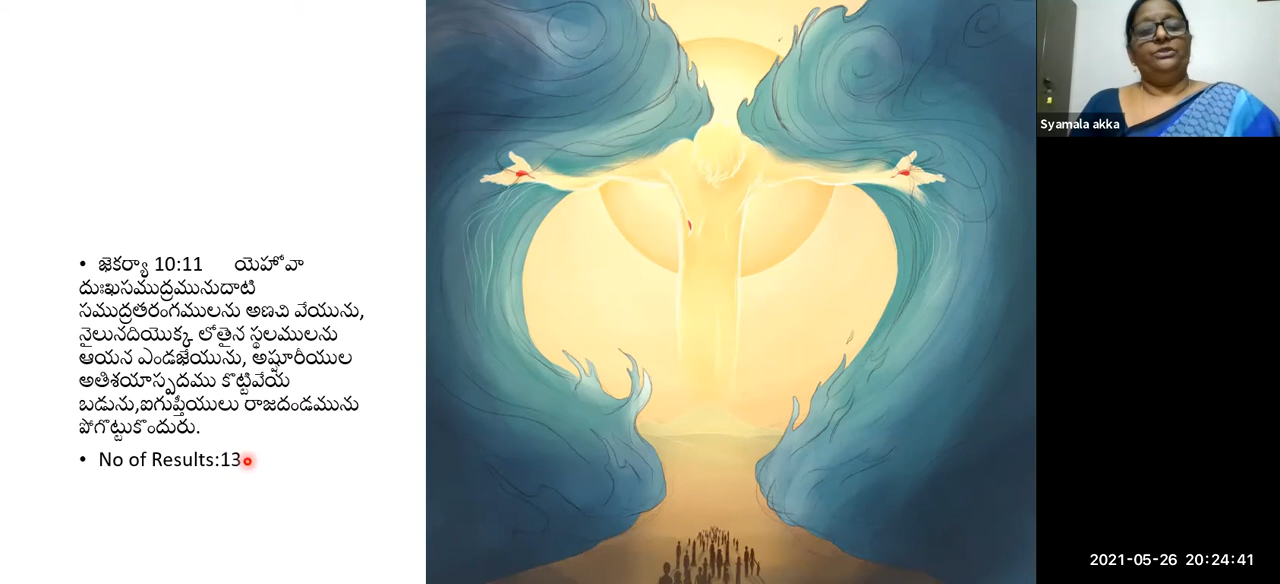 • జెకర్యా 10:11 యెహోవా
దుఃఖసముద్రమునుదాటి
సముద్రతరంగములను అణచి వేయును,
నైలునదియొక్క లోతైన స్థలములను
ఆయన ఎండజేయును, అష్షూరీయుల
అతిశయాస్పదము కొట్టివేయ
బడును,ఐగుప్తీయులు రాజదండమును
పోగొట్టుకొందురు.
• No of Results:13
Syamala akka
2021-05-26 20:24:41